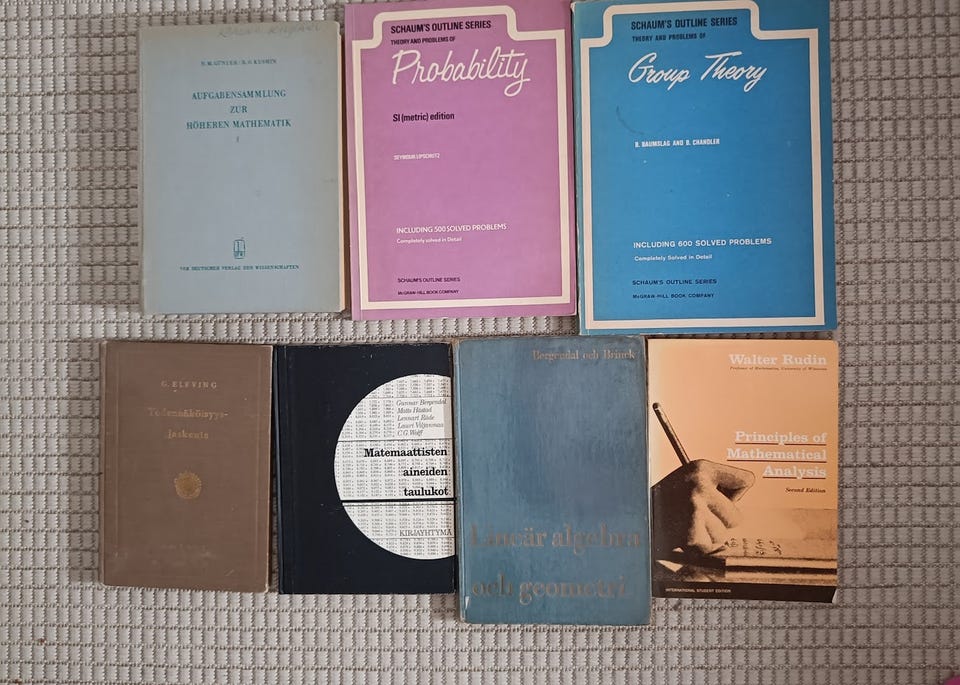 N. M. GÜNTER / R. O. KUSMIN
AUFGABENSAMMLUNG
ZUR
HÖHEREN MATHEMATIK
I
VEB DEUTSCHER VERLAG DER WISSENSCHAFTEN
SCHAUM'S OUTLINE SERIES
THEORY AND PROBLEMS OF
Probability
SI (metric) edition
SEYMOUR LIPSCHUTZ
INCLUDING 500 SOLVED PROBLEMS
Completely solved in Detail
SCHAUM'S OUTLINE SERIES
McGRAW-HILL BOOK COMPANY
SCHAUM'S OUTLINE SERIES
THEORY AND PROBLEMS OF
Group Theory
B. BAUMSLAG AND B. CHANDLER
INCLUDING 600 SOLVED PROBLEMS
Completely Solved in Detail
SCHAUM'S OUTLINE SERIES
McGRAW-HILL BOOK COMPANY
G. ELFVING
Todennäköisyys-
laskenta
Gunnar Bergendal
Matts Håstad
Lennart Råde
Lauri Viljanmaa
C.G. Wolff
Matemaattisten
aineiden
taulukot
KIRJAYHTYMÄ
Bergendal och Brinck
Lineär algebra
och geometri
Walter Rudin
Professor of Mathematics, University of Wisconsin
Principles of
Mathematical
Analysis
Second Edition
INTERNATIONAL STUDENT EDITION